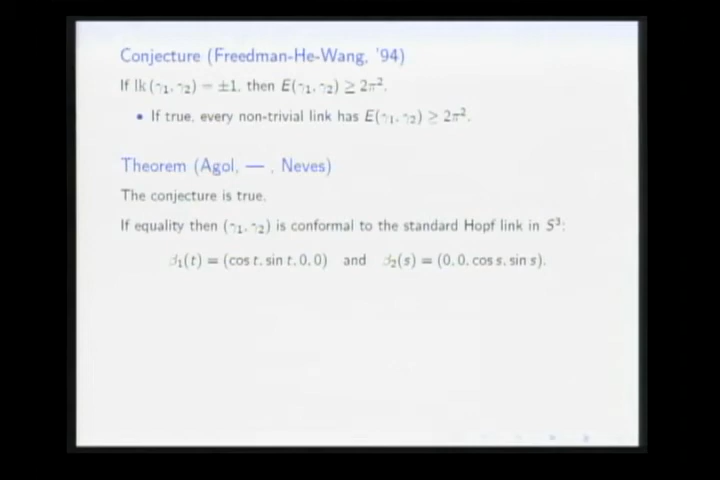 Conjecture (Freedman-He-Wang, '94)
If lk(γ₁, γ₂) = ±1, then E(γ₁, γ₂) ≥ 2π².
• If true, every non-trivial link has E(γ₁, γ₂) ≥ 2π².
Theorem (Agol, — , Neves)
The conjecture is true.
If equality then (γ₁, γ₂) is conformal to the standard Hopf link in S³:
β₁(t) = (cos t, sin t, 0, 0) and β₂(s) = (0, 0, cos s, sin s).